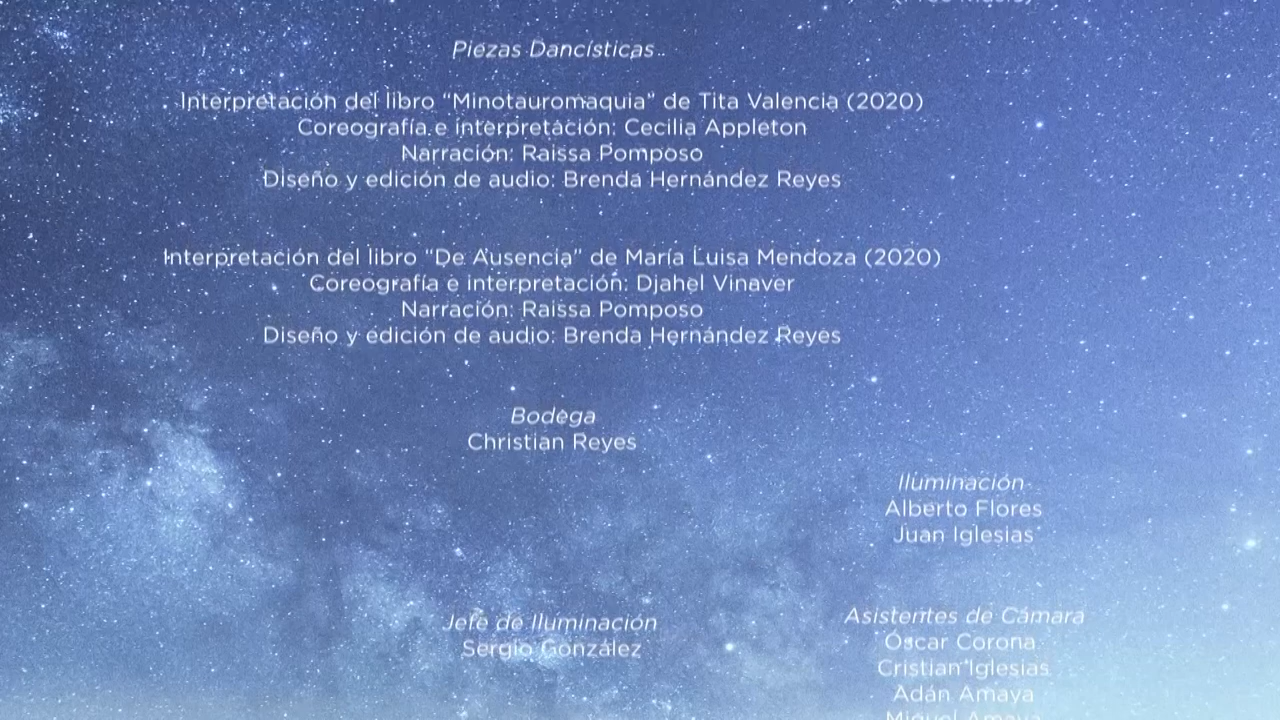 Piezas Dancísticas
Interpretación del libro “Minotauromaquia” de Tita Valencia (2020)
Coreografía e interpretación: Cecilia Appleton
Narración: Raissa Pomposo
Diseño y edición de audio: Brenda Hernández Reyes
Interpretación del libro “De Ausencia” de María Luisa Mendoza (2020)
Coreografía e interpretación: Djahel Vinaver
Narración: Raissa Pomposo
Diseño y edición de audio: Brenda Hernández Reyes
Bodega
Christian Reyes
Iluminación
Alberto Flores
Juan Iglesias
Jefe de Iluminación
Sergio González
Asistentes de Cámara
Óscar Corona
Cristian Iglesias
Adán Amaya
Miguel Amaya